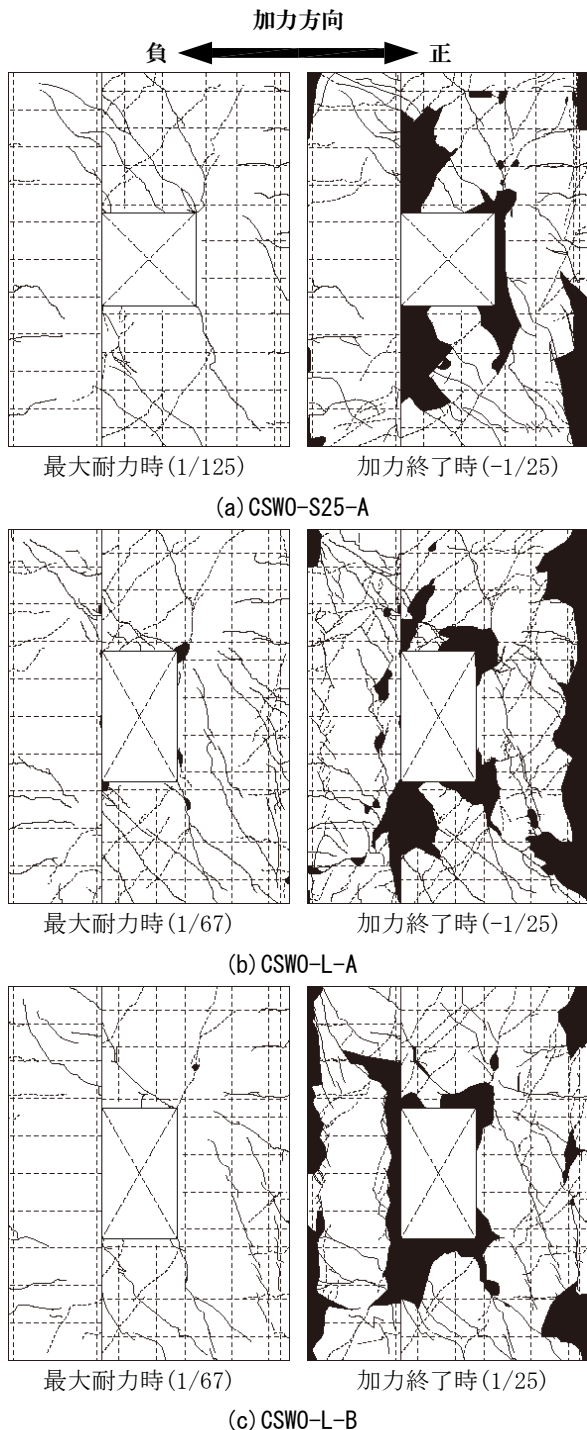 加力方向
負 正
最大耐力時(1/125) 加力終了時(-1/25)
(a)CSWO-S25-A
最大耐力時(1/67) 加力終了時(-1/25)
(b)CSWO-L-A
最大耐力時(1/67) 加力終了時(1/25)
(c)CSWO-L-B